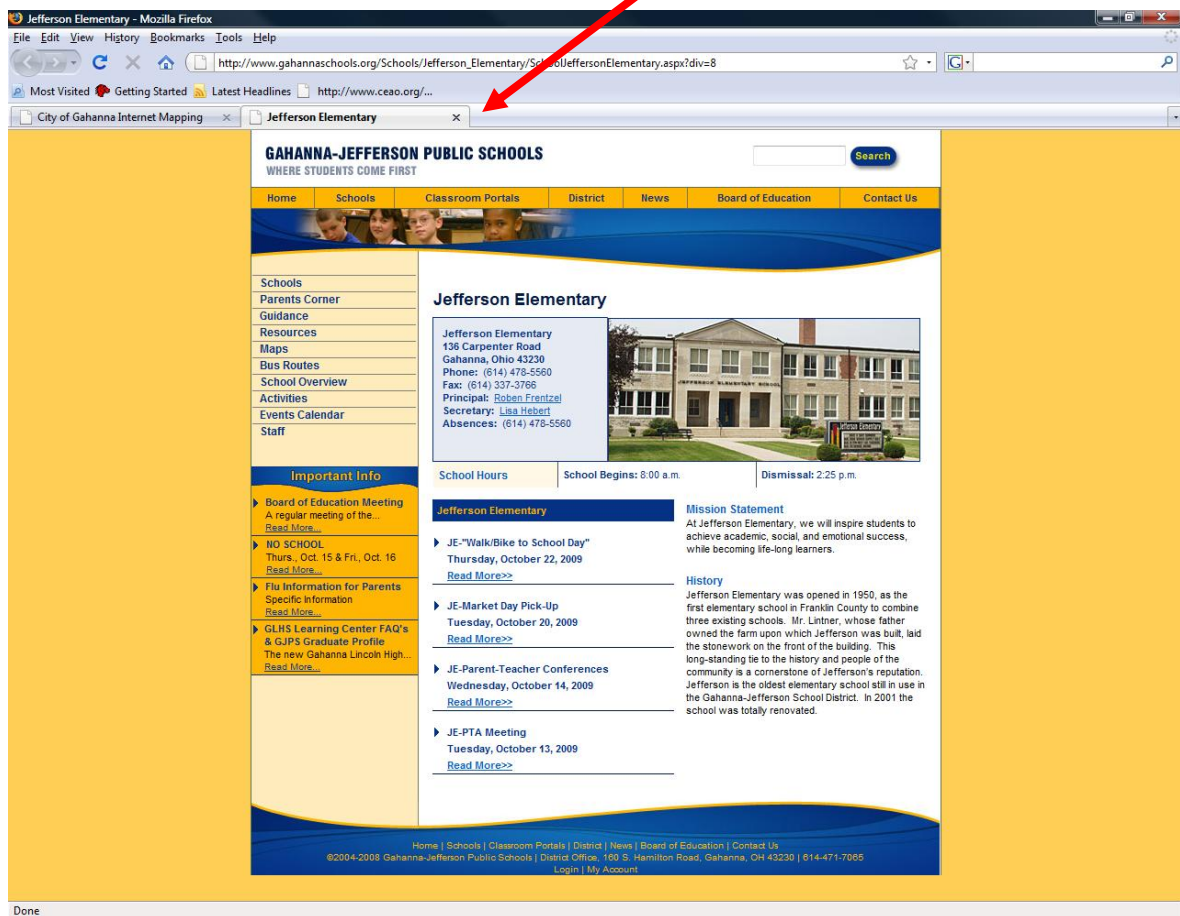 Jefferson Elementary - Mozilla Firefox
File Edit View History Bookmarks Tools Help
http://www.gahannaschools.org/Schools/Jefferson_Elementary/SchoolJeffersonElementary.aspx?div=8
G
Most Visited Getting Started Latest Headlines http://www.ceao.org/...
City of Gahanna Internet Mapping × Jefferson Elementary ×
GAHANNA-JEFFERSON PUBLIC SCHOOLS
WHERE STUDENTS COME FIRST
Search
Home Schools Classroom Portals District News Board of Education Contact Us
Schools
Parents Corner
Guidance
Resources
Maps
Bus Routes
School Overview
Activities
Events Calendar
Staff
Important Info
Board of Education Meeting
A regular meeting of the...
Read More...
NO SCHOOL
Thurs., Oct. 15 & Fri., Oct. 16
Read More...
Flu Information for Parents
Specific Information
Read More...
GLHS Learning Center FAQ's
& GJPS Graduate Profile
The new Gahanna Lincoln High...
Read More...
Jefferson Elementary
Jefferson Elementary
136 Carpenter Road
Gahanna, Ohio 43230
Phone: (614) 478-5560
Fax: (614) 337-3766
Principal: Roben Frentzel
Secretary: Lisa Hebert
Absences: (614) 478-5560
JEFFERSON ELEMENTARY SCHOOL
Jefferson Elementary
School Hours School Begins: 8:00 a.m. Dismissal: 2:25 p.m.
Jefferson Elementary
JE-"Walk/Bike to School Day"
Thursday, October 22, 2009
Read More>>
JE-Market Day Pick-Up
Tuesday, October 20, 2009
Read More>>
JE-Parent-Teacher Conferences
Wednesday, October 14, 2009
Read More>>
JE-PTA Meeting
Tuesday, October 13, 2009
Read More>>
Mission Statement
At Jefferson Elementary, we will inspire students to
achieve academic, social, and emotional success,
while becoming life-long learners.
History
Jefferson Elementary was opened in 1950, as the
first elementary school in Franklin County to combine
three existing schools. Mr. Lintner, whose father
owned the farm upon which Jefferson was built, laid
the stonework on the front of the building. This
long-standing tie to the history and people of the
community is a cornerstone of Jefferson's reputation.
Jefferson is the oldest elementary school still in use in
the Gahanna-Jefferson School District. In 2001 the
school was totally renovated.
Home | Schools | Classroom Portals | District | News | Board of Education | Contact Us
©2004-2008 Gahanna-Jefferson Public Schools | District Office, 160 S. Hamilton Road, Gahanna, OH 43230 | 614-471-7065
Login | My Account
Done